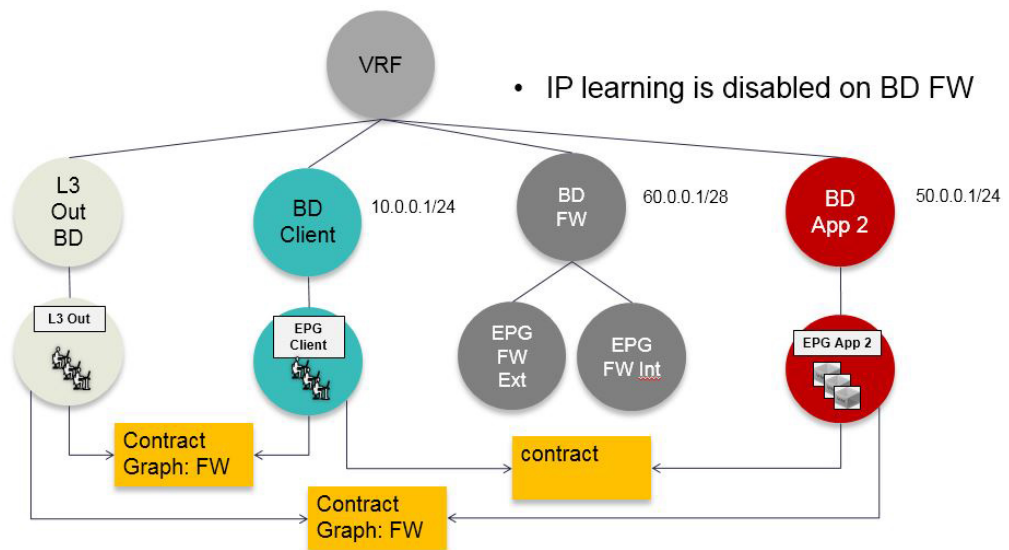 VRF
• IP learning is disabled on BD FW
L3
Out
BD
BD
Client
10.0.0.1/24
BD
FW
60.0.0.1/28
BD
App 2
50.0.0.1/24
L3 Out
EPG
Client
EPG
FW
Ext
EPG
FW Int
EPG App 2
Contract
Graph: FW
contract
Contract
Graph: FW